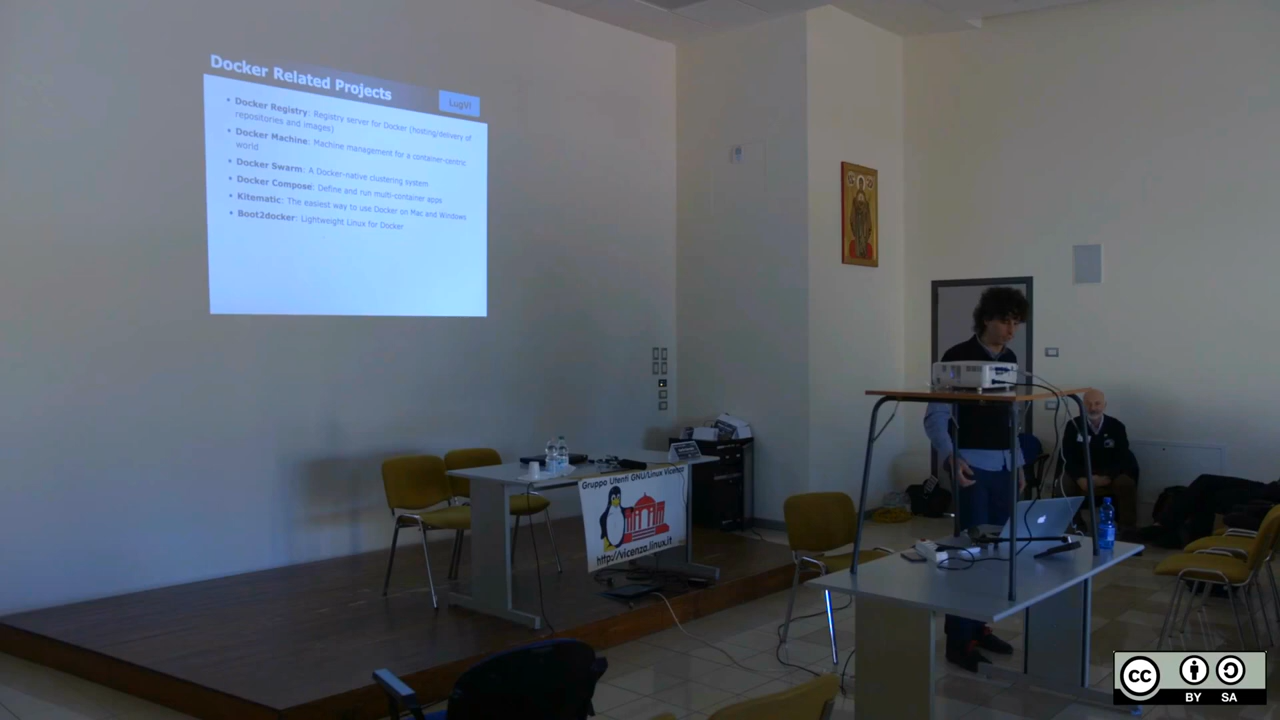 Docker Related Projects
LugVI
• Docker Registry: Registry server for Docker (hosting/delivery of
repositories and images)
• Docker Machine: Machine management for a container-centric
world
• Docker Swarm: A Docker-native clustering system
• Docker Compose: Define and run multi-container apps
• Kitematic: The easiest way to use Docker on Mac and Windows
• Boot2docker: Lightweight Linux for Docker
Gruppo Utenti GNU/Linux Vicenza
http://vicenza.linux.it
cc
BY SA